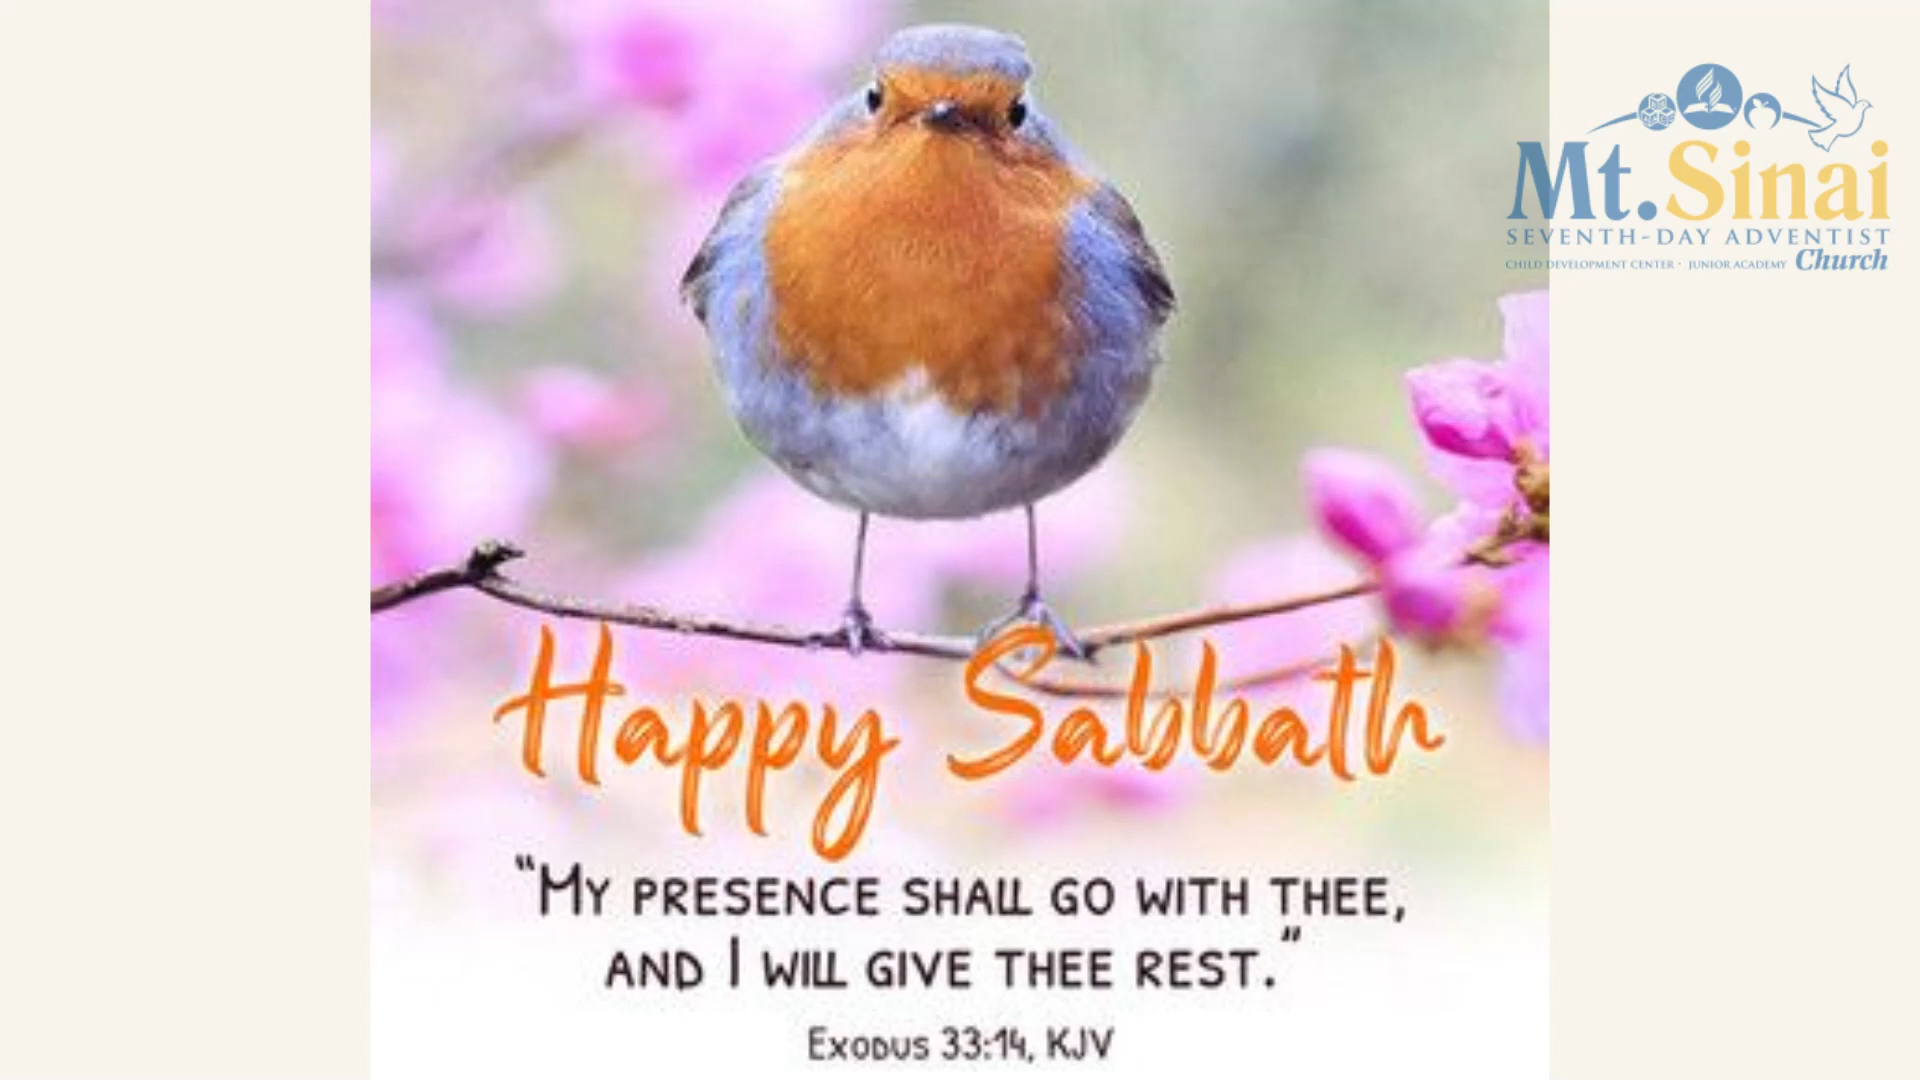 Mt. Sinai
SEVENTH-DAY ADVENTIST
CHILD DEVELOPMENT CENTER · JUNIOR ACADEMY Church
Happy Sabbath
"My presence shall go with thee,
and I will give thee rest."
Exodus 33:14, KJV